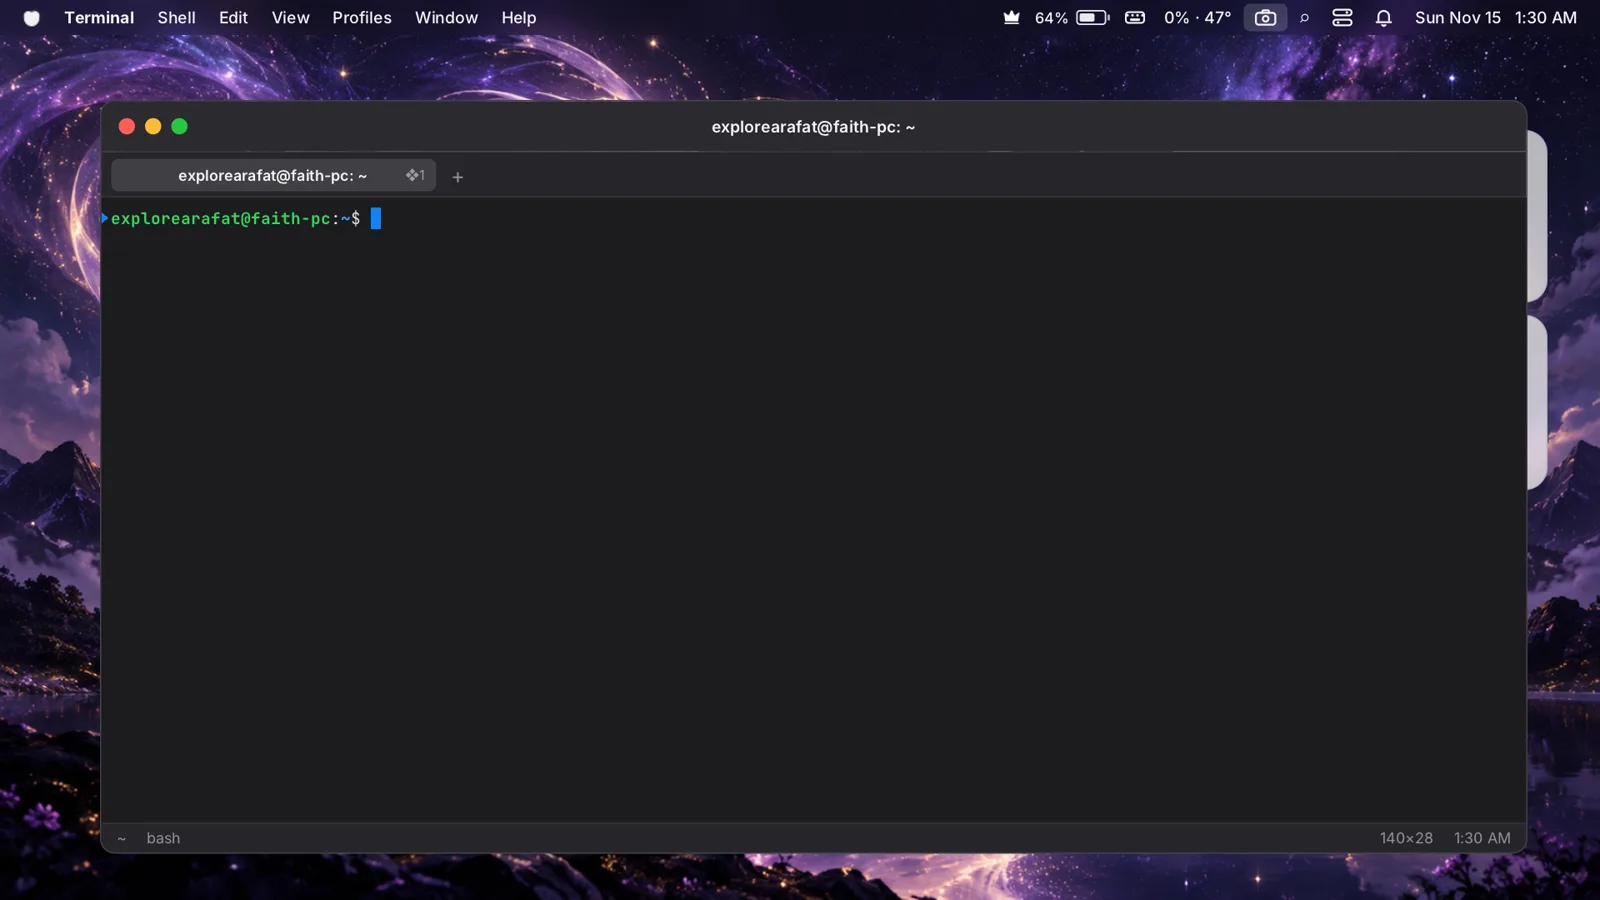 Terminal Shell Edit View Profiles Window Help 64% 0% · 47° Sun Nov 15 1:30 AM
explorearafat@faith-pc: ~
explorearafat@faith-pc: ~ ❖1 +
explorearafat@faith-pc:~$
~ bash 140×28 1:30 AM